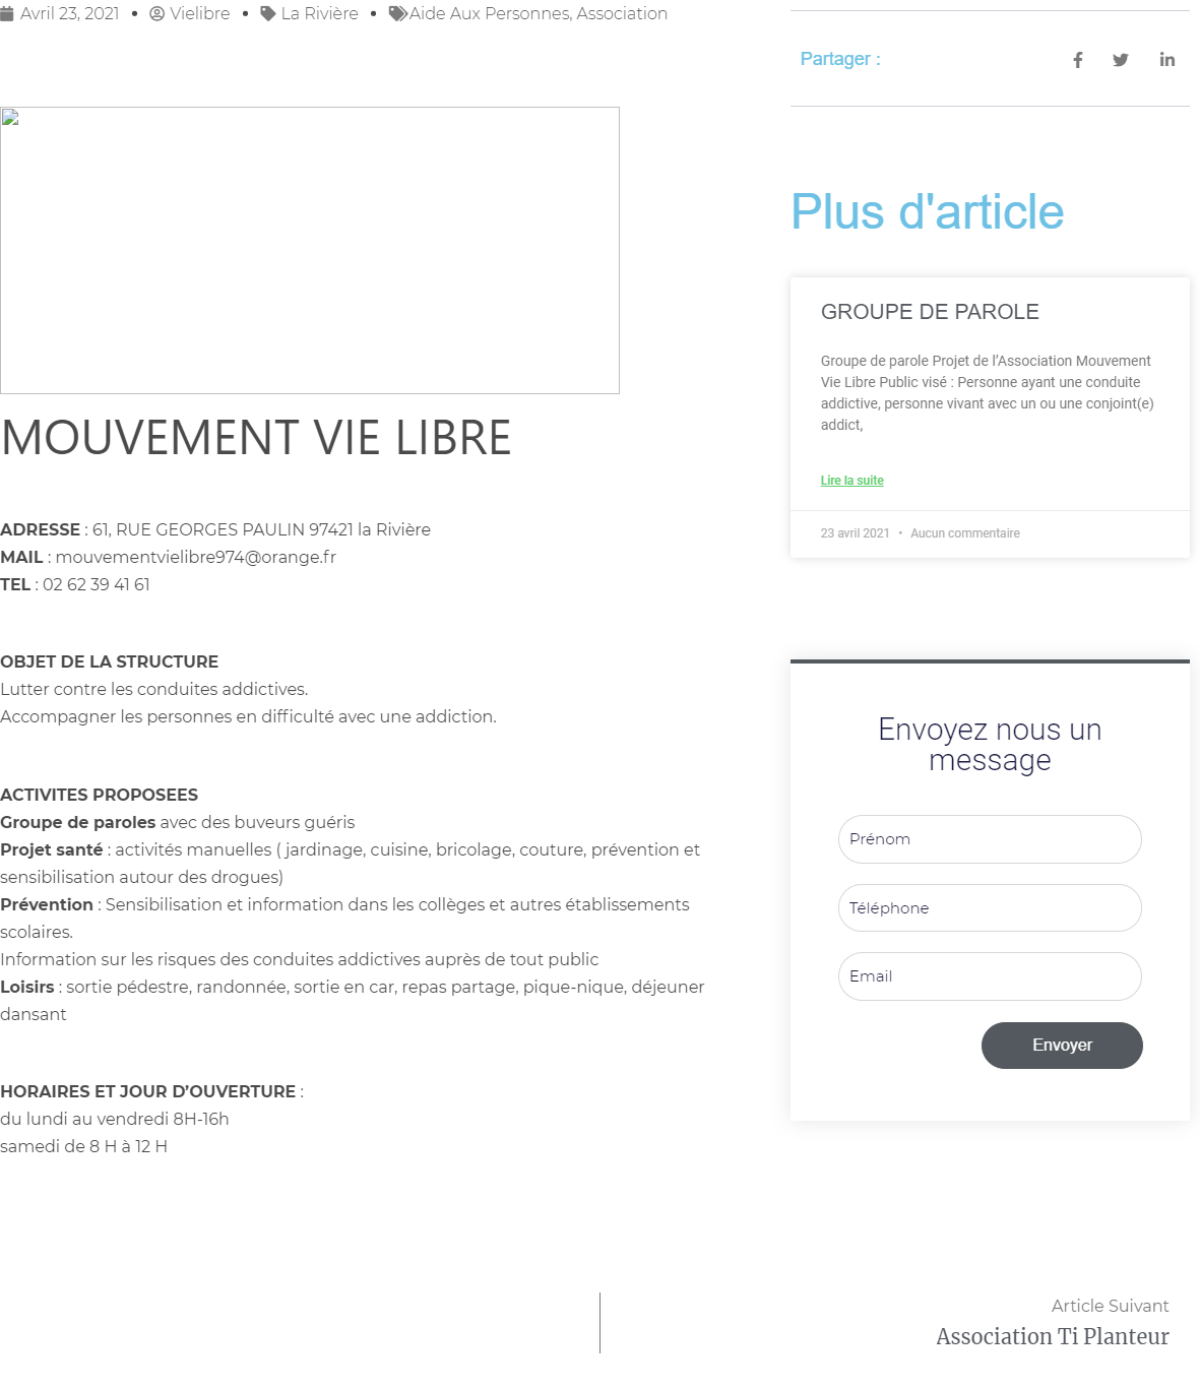 Avril 23, 2021 • Vielibre • La Rivière • Aide Aux Personnes, Association
MOUVEMENT VIE LIBRE
ADRESSE : 61, RUE GEORGES PAULIN 97421 la Rivière
MAIL : mouvementvielibre974@orange.fr
TEL : 02 62 39 41 61
OBJET DE LA STRUCTURE
Lutter contre les conduites addictives.
Accompagner les personnes en difficulté avec une addiction.
ACTIVITES PROPOSEES
Groupe de paroles avec des buveurs guéris
Projet santé : activités manuelles ( jardinage, cuisine, bricolage, couture, prévention et
sensibilisation autour des drogues)
Prévention : Sensibilisation et information dans les collèges et autres établissements
scolaires.
Information sur les risques des conduites addictives auprès de tout public
Loisirs : sortie pédestre, randonnée, sortie en car, repas partage, pique-nique, déjeuner
dansant
HORAIRES ET JOUR D’OUVERTURE :
du lundi au vendredi 8H-16h
samedi de 8 H à 12 H
Partager :
Plus d'article
GROUPE DE PAROLE
Groupe de parole Projet de l’Association Mouvement
Vie Libre Public visé : Personne ayant une conduite
addictive, personne vivant avec un ou une conjoint(e)
addict,
Lire la suite
23 avril 2021 • Aucun commentaire
Envoyez nous un
message
Prénom
Téléphone
Email
Envoyer
Article Suivant
Association Ti Planteur